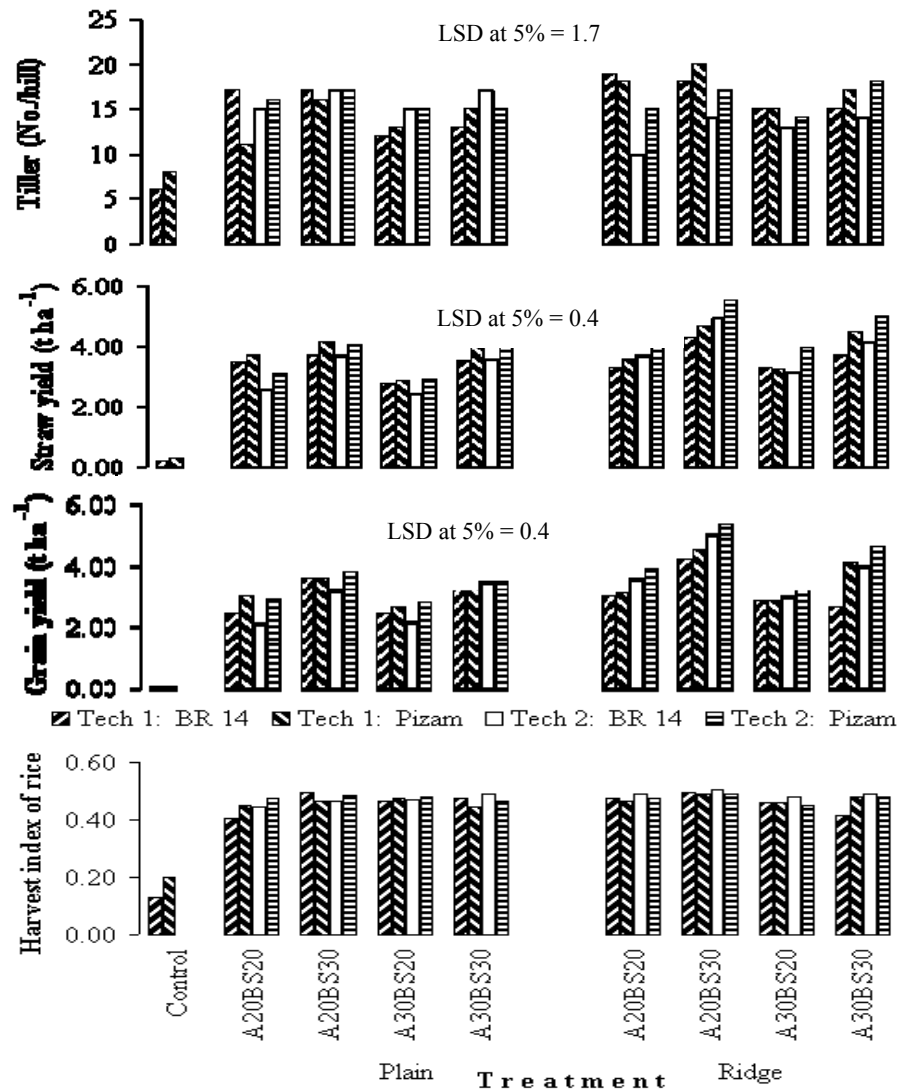 LSD at 5% = 1.7
Tiller (No./hill)
25
20
15
10
5
0
LSD at 5% = 0.4
Straw yield (t ha-1)
6.00
4.00
2.00
0.00
LSD at 5% = 0.4
Grain yield (t ha-1)
6.00
4.00
2.00
0.00
Tech 1: BR 14 Tech 1: Pizam Tech 2: BR 14 Tech 2: Pizam
Harvest index of rice
0.60
0.40
0.20
0.00
Control A20BS20 A20BS30 A30BS20 A30BS30 A20BS20 A20BS30 A30BS20 A30BS30
Plain Ridge
Treatment